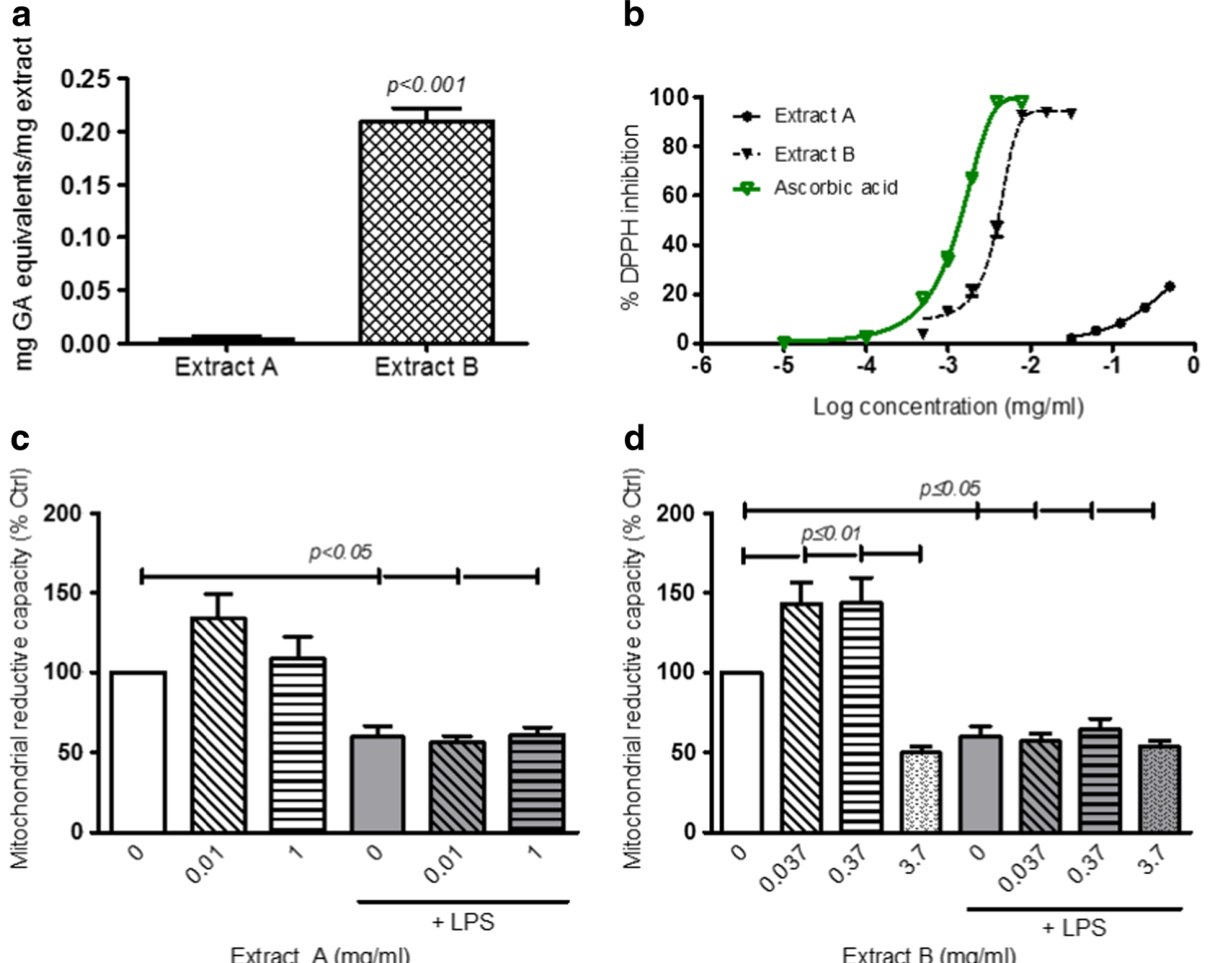 a
mg GA equivalents/mg extract
0.25
0.20
0.15
0.10
0.05
0.00
p<0.001
Extract A
Extract B
b
% DPPH inhibition
100
80
60
40
20
0
Extract A
Extract B
Ascorbic acid
-6
-5
-4
-3
-2
-1
0
Log concentration (mg/ml)
c
Mitochondrial reductive capacity (% Ctrl)
200
150
100
50
0
p<0.05
0
0.01
1
0
0.01
1
+ LPS
Extract A (mg/ml)
d
Mitochondrial reductive capacity (% Ctrl)
200
150
100
50
0
p≤0.05
p≤0.01
0
0.037
0.37
3.7
0
0.037
0.37
3.7
+ LPS
Extract B (mg/ml)